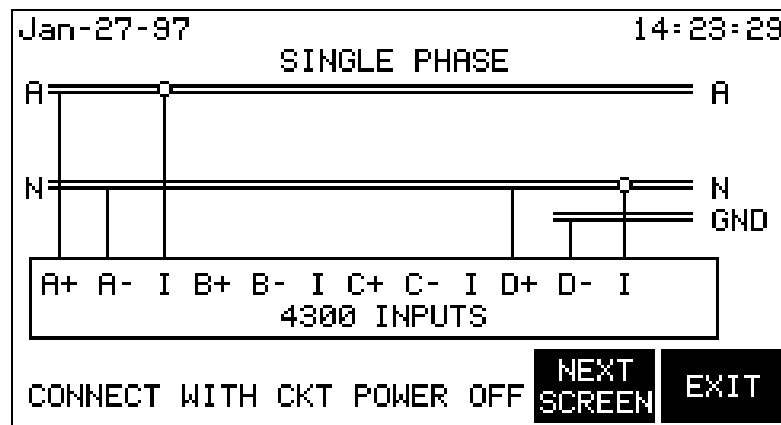 Jan-27-97 14:23:29
SINGLE PHASE
A A
N N
GND
A+ A- I B+ B- I C+ C- I D+ D- I
4300 INPUTS
CONNECT WITH CKT POWER OFF
NEXT
SCREEN
EXIT